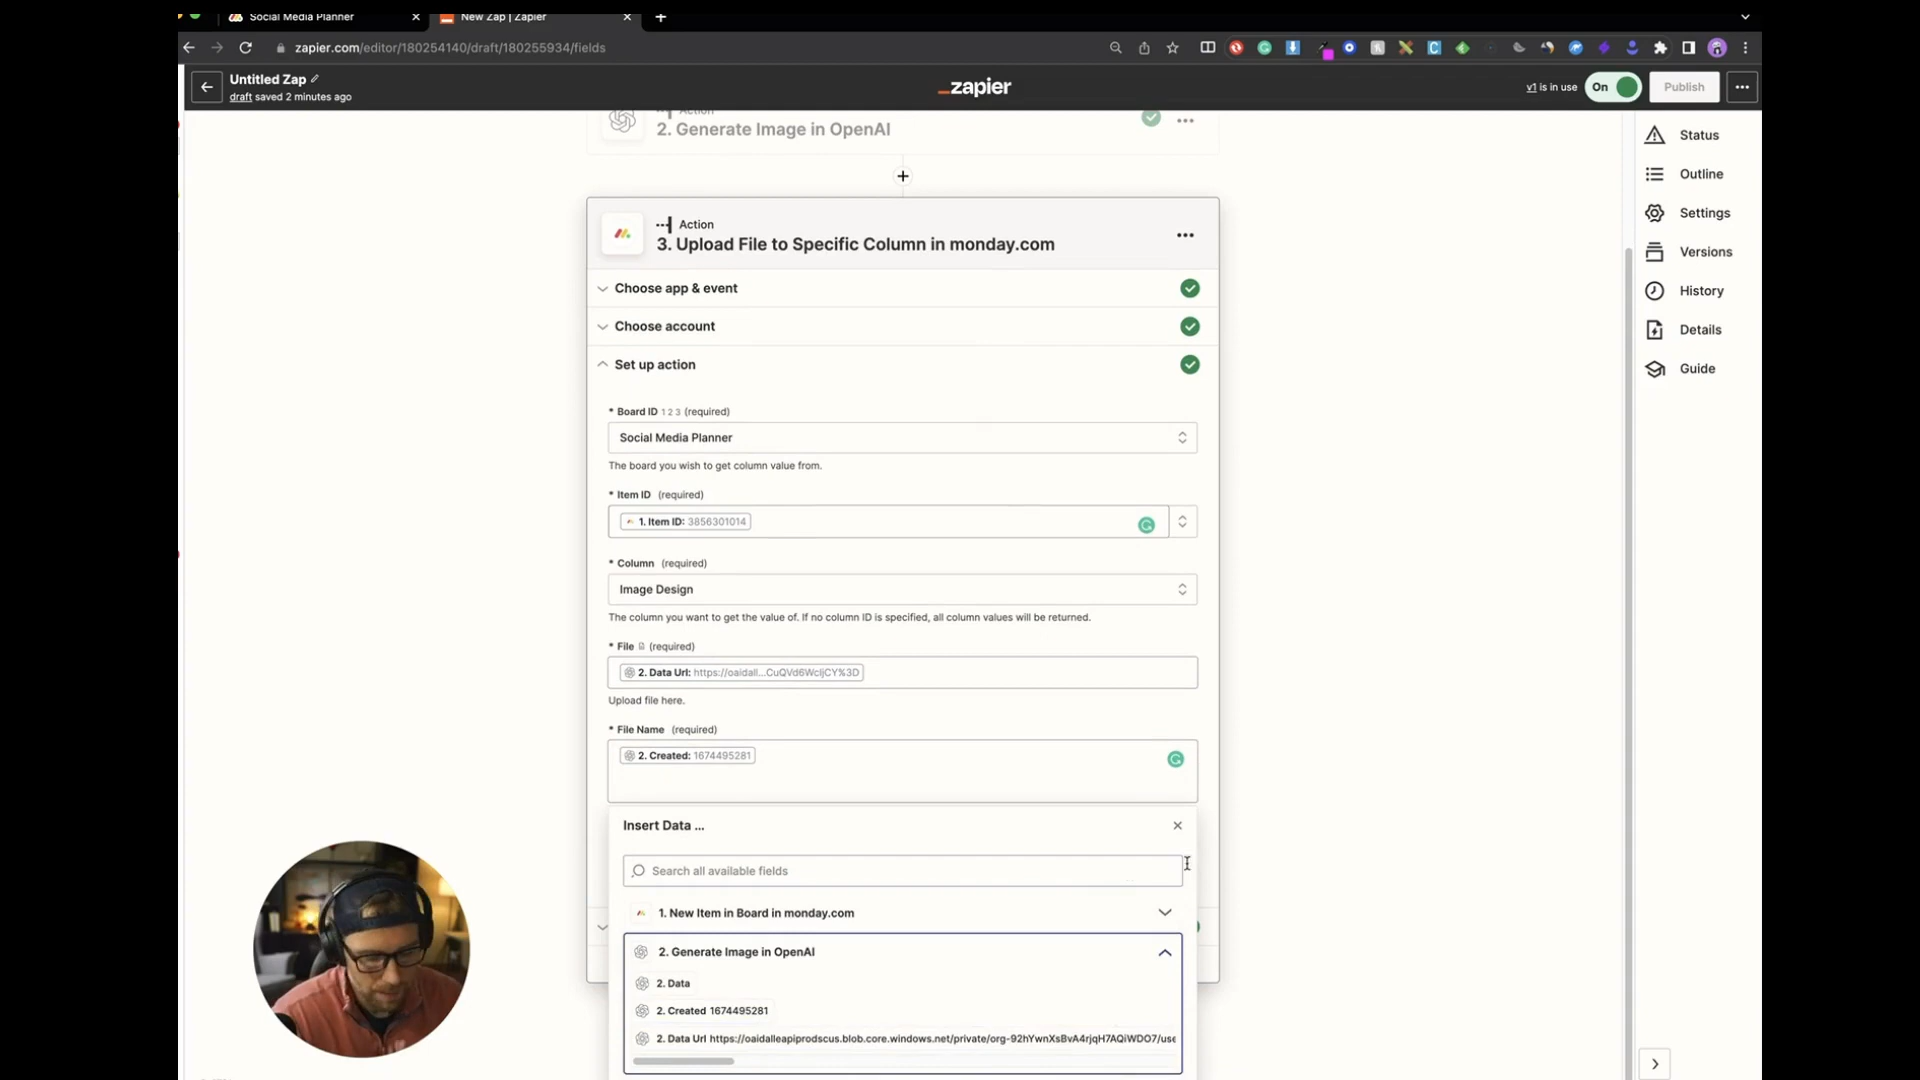 Social Media Planner
New Zap | Zapier
zapier.com/editor/180254140/draft/180255934/fields
Untitled Zap
draft saved 2 minutes ago
zapier
v1 is in use
On
Publish
Action
2. Generate Image in OpenAI
Status
Outline
Settings
Versions
History
Details
Guide
Action
3. Upload File to Specific Column in monday.com
Choose app & event
Choose account
Set up action
* Board ID 1 2 3 (required)
Social Media Planner
The board you wish to get column value from.
* Item ID (required)
1. Item ID: 3856301014
* Column (required)
Image Design
The column you want to get the value of. If no column ID is specified, all column values will be returned.
* File (required)
2. Data Url: https://oaidall...CuQVd6WcljCY%3D
Upload file here.
* File Name (required)
2. Created: 1674495281
Insert Data ...
Search all available fields
1. New Item in Board in monday.com
2. Generate Image in OpenAI
2. Data
2. Created 1674495281
2. Data Url https://oaidalleapiprodscus.blob.core.windows.net/private/org-92hYwnXsBvA4rjqH7AQiWDO7/use